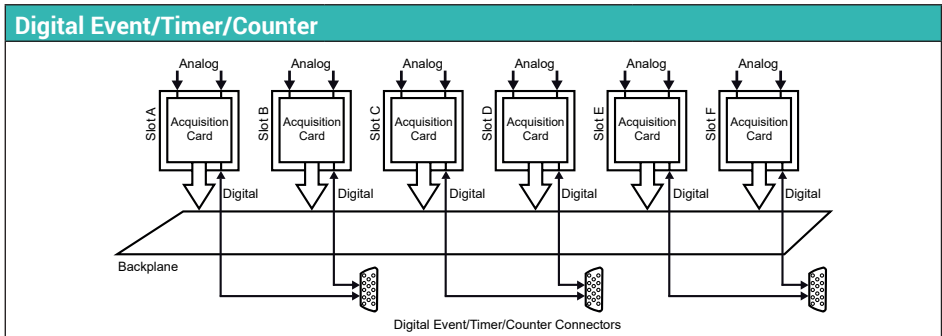 Digital Event/Timer/Counter
Analog Analog Analog Analog Analog Analog
Slot A
Acquisition
Card
Slot B
Acquisition
Card
Slot C
Acquisition
Card
Slot D
Acquisition
Card
Slot E
Acquisition
Card
Slot F
Acquisition
Card
Digital Digital Digital Digital Digital Digital
Backplane
Digital Event/Timer/Counter Connectors